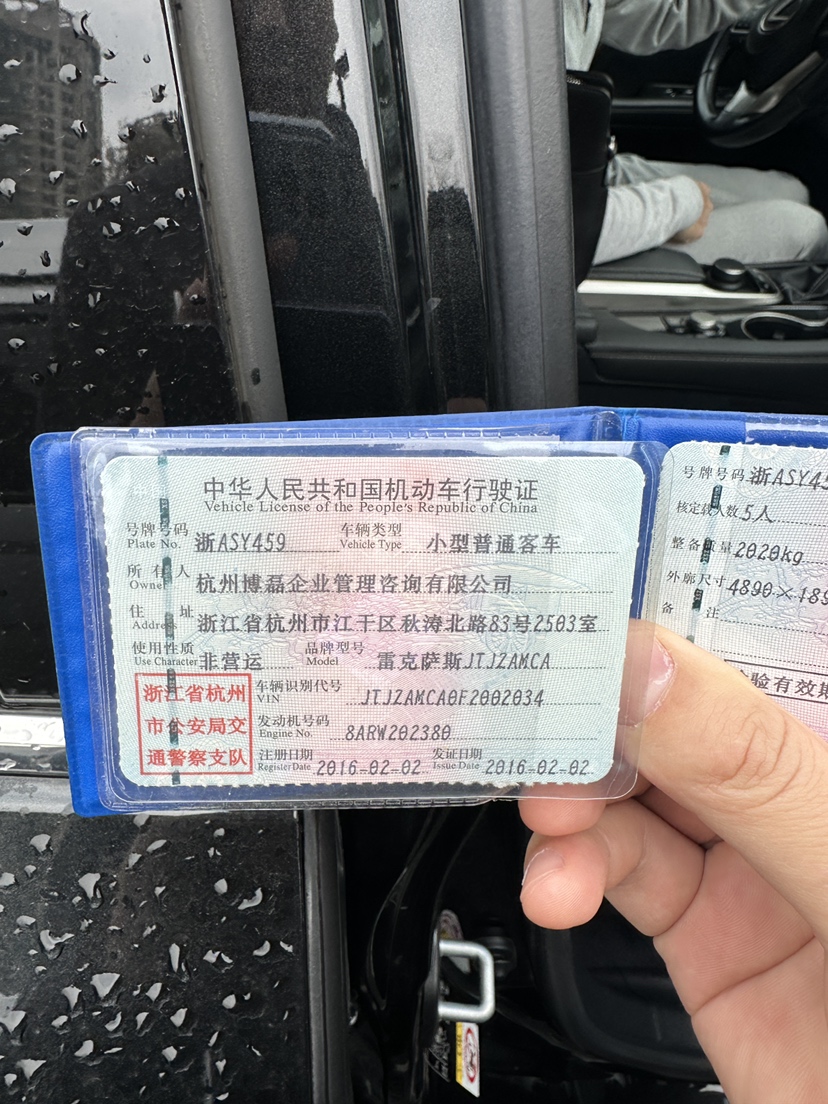 中华人民共和国机动车行驶证
Vehicle License of the People's Republic of China
号牌号码 浙ASY459 车辆类型 小型普通客车
Plate No. Vehicle Type
所有人 杭州博磊企业管理咨询有限公司
Owner
住址 浙江省杭州市江干区秋涛北路83号2503室
Address
使用性质 非营运 品牌型号 雷克萨斯JTJZAMCA
Use Character Model
浙江省杭州
市公安局交
通警察支队
车辆识别代号 JTJZAMCA0F2002034
VIN
发动机号码 8ARW202380
Engine No.
注册日期 2016-02-02 发证日期 2016-02-02
Register Date Issue Date
号牌号码 浙ASY45
核定载人数 5人
整备质量 2020kg
外廓尺寸 4890×189
备注
验有效期